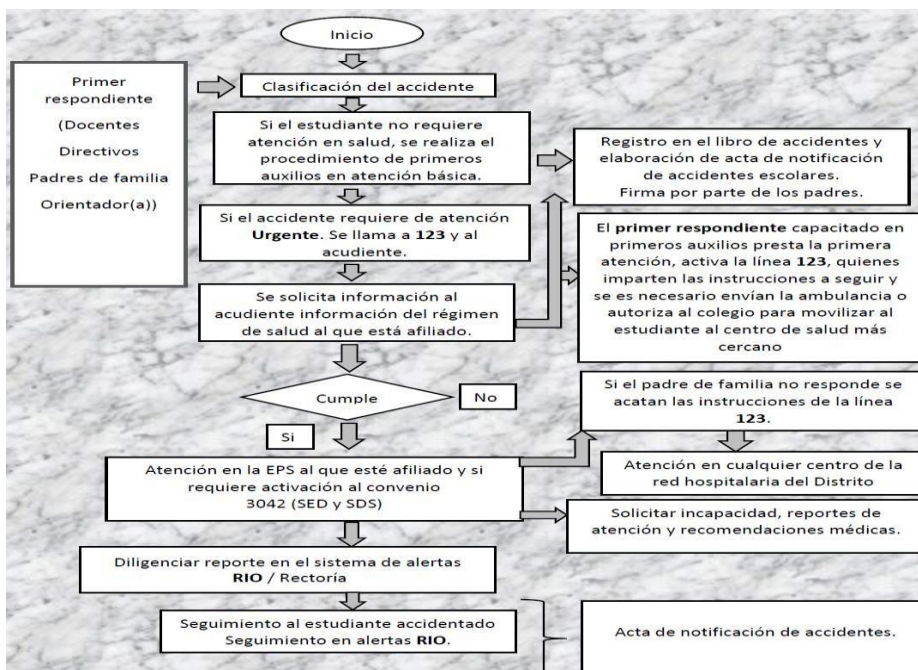 Inicio
Primer
respondiente
(Docentes
Directivos
Padres de familia
Orientador(a))
Clasificación del accidente
Si el estudiante no requiere
atención en salud, se realiza el
procedimiento de primeros
auxilios en atención básica.
Registro en el libro de accidentes y
elaboración de acta de notificación
de accidentes escolares.
Firma por parte de los padres.
Si el accidente requiere de atención
Urgente. Se llama a 123 y al
acudiente.
El primer respondiente capacitado en
primeros auxilios presta la primera
atención, activa la línea 123, quienes
imparten las instrucciones a seguir y
se es necesario envían la ambulancia o
autoriza al colegio para movilizar al
estudiante al centro de salud más
cercano
Se solicita información al
acudiente información del régimen
de salud al que está afiliado.
Cumple
No
Si
Si el padre de familia no responde se
acatan las instrucciones de la línea
123.
Atención en la EPS al que esté afiliado y si
requiere activación al convenio
3042 (SED y SDS)
Atención en cualquier centro de la
red hospitalaria del Distrito
Solicitar incapacidad, reportes de
atención y recomendaciones médicas.
Diligenciar reporte en el sistema de alertas
RIO / Rectoría
Seguimiento al estudiante accidentado
Seguimiento en alertas RIO.
Acta de notificación de accidentes.